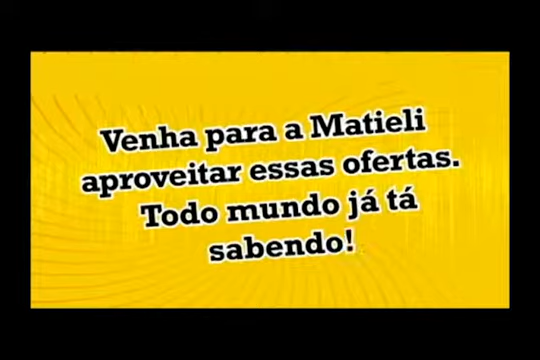 Venha para a Matieli
aproveitar essas ofertas.
Todo mundo já tá
sabendo!